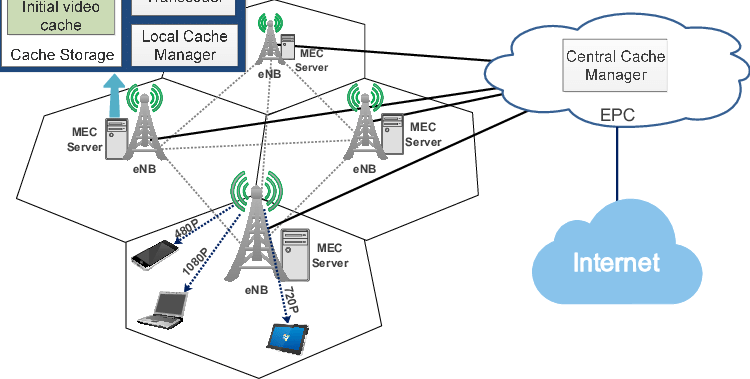 Transcoder
Initial video
cache
Cache Storage
Local Cache
Manager
MEC
Server
eNB
Central Cache
Manager
EPC
MEC
Server
eNB
MEC
Server
eNB
480P
1080P
720P
MEC
Server
eNB
Internet